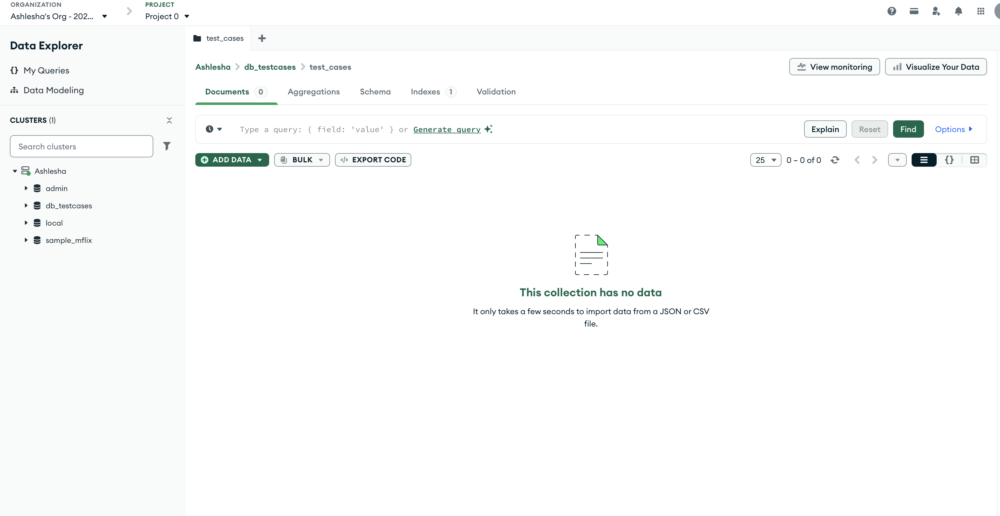 ORGANIZATION
Ashlesha's Org - 202...
PROJECT
Project 0
Data Explorer
My Queries
Data Modeling
CLUSTERS (1)
Search clusters
Ashlesha
admin
db_testcases
local
sample_mflix
test_cases
Ashlesha db_testcases test_cases
View monitoring
Visualize Your Data
Documents 0 Aggregations Schema Indexes 1 Validation
Type a query: { field: 'value' } or Generate query
Explain Reset Find Options
ADD DATA BULK </> EXPORT CODE
25 0 – 0 of 0 {}
This collection has no data
It only takes a few seconds to import data from a JSON or CSV
file.